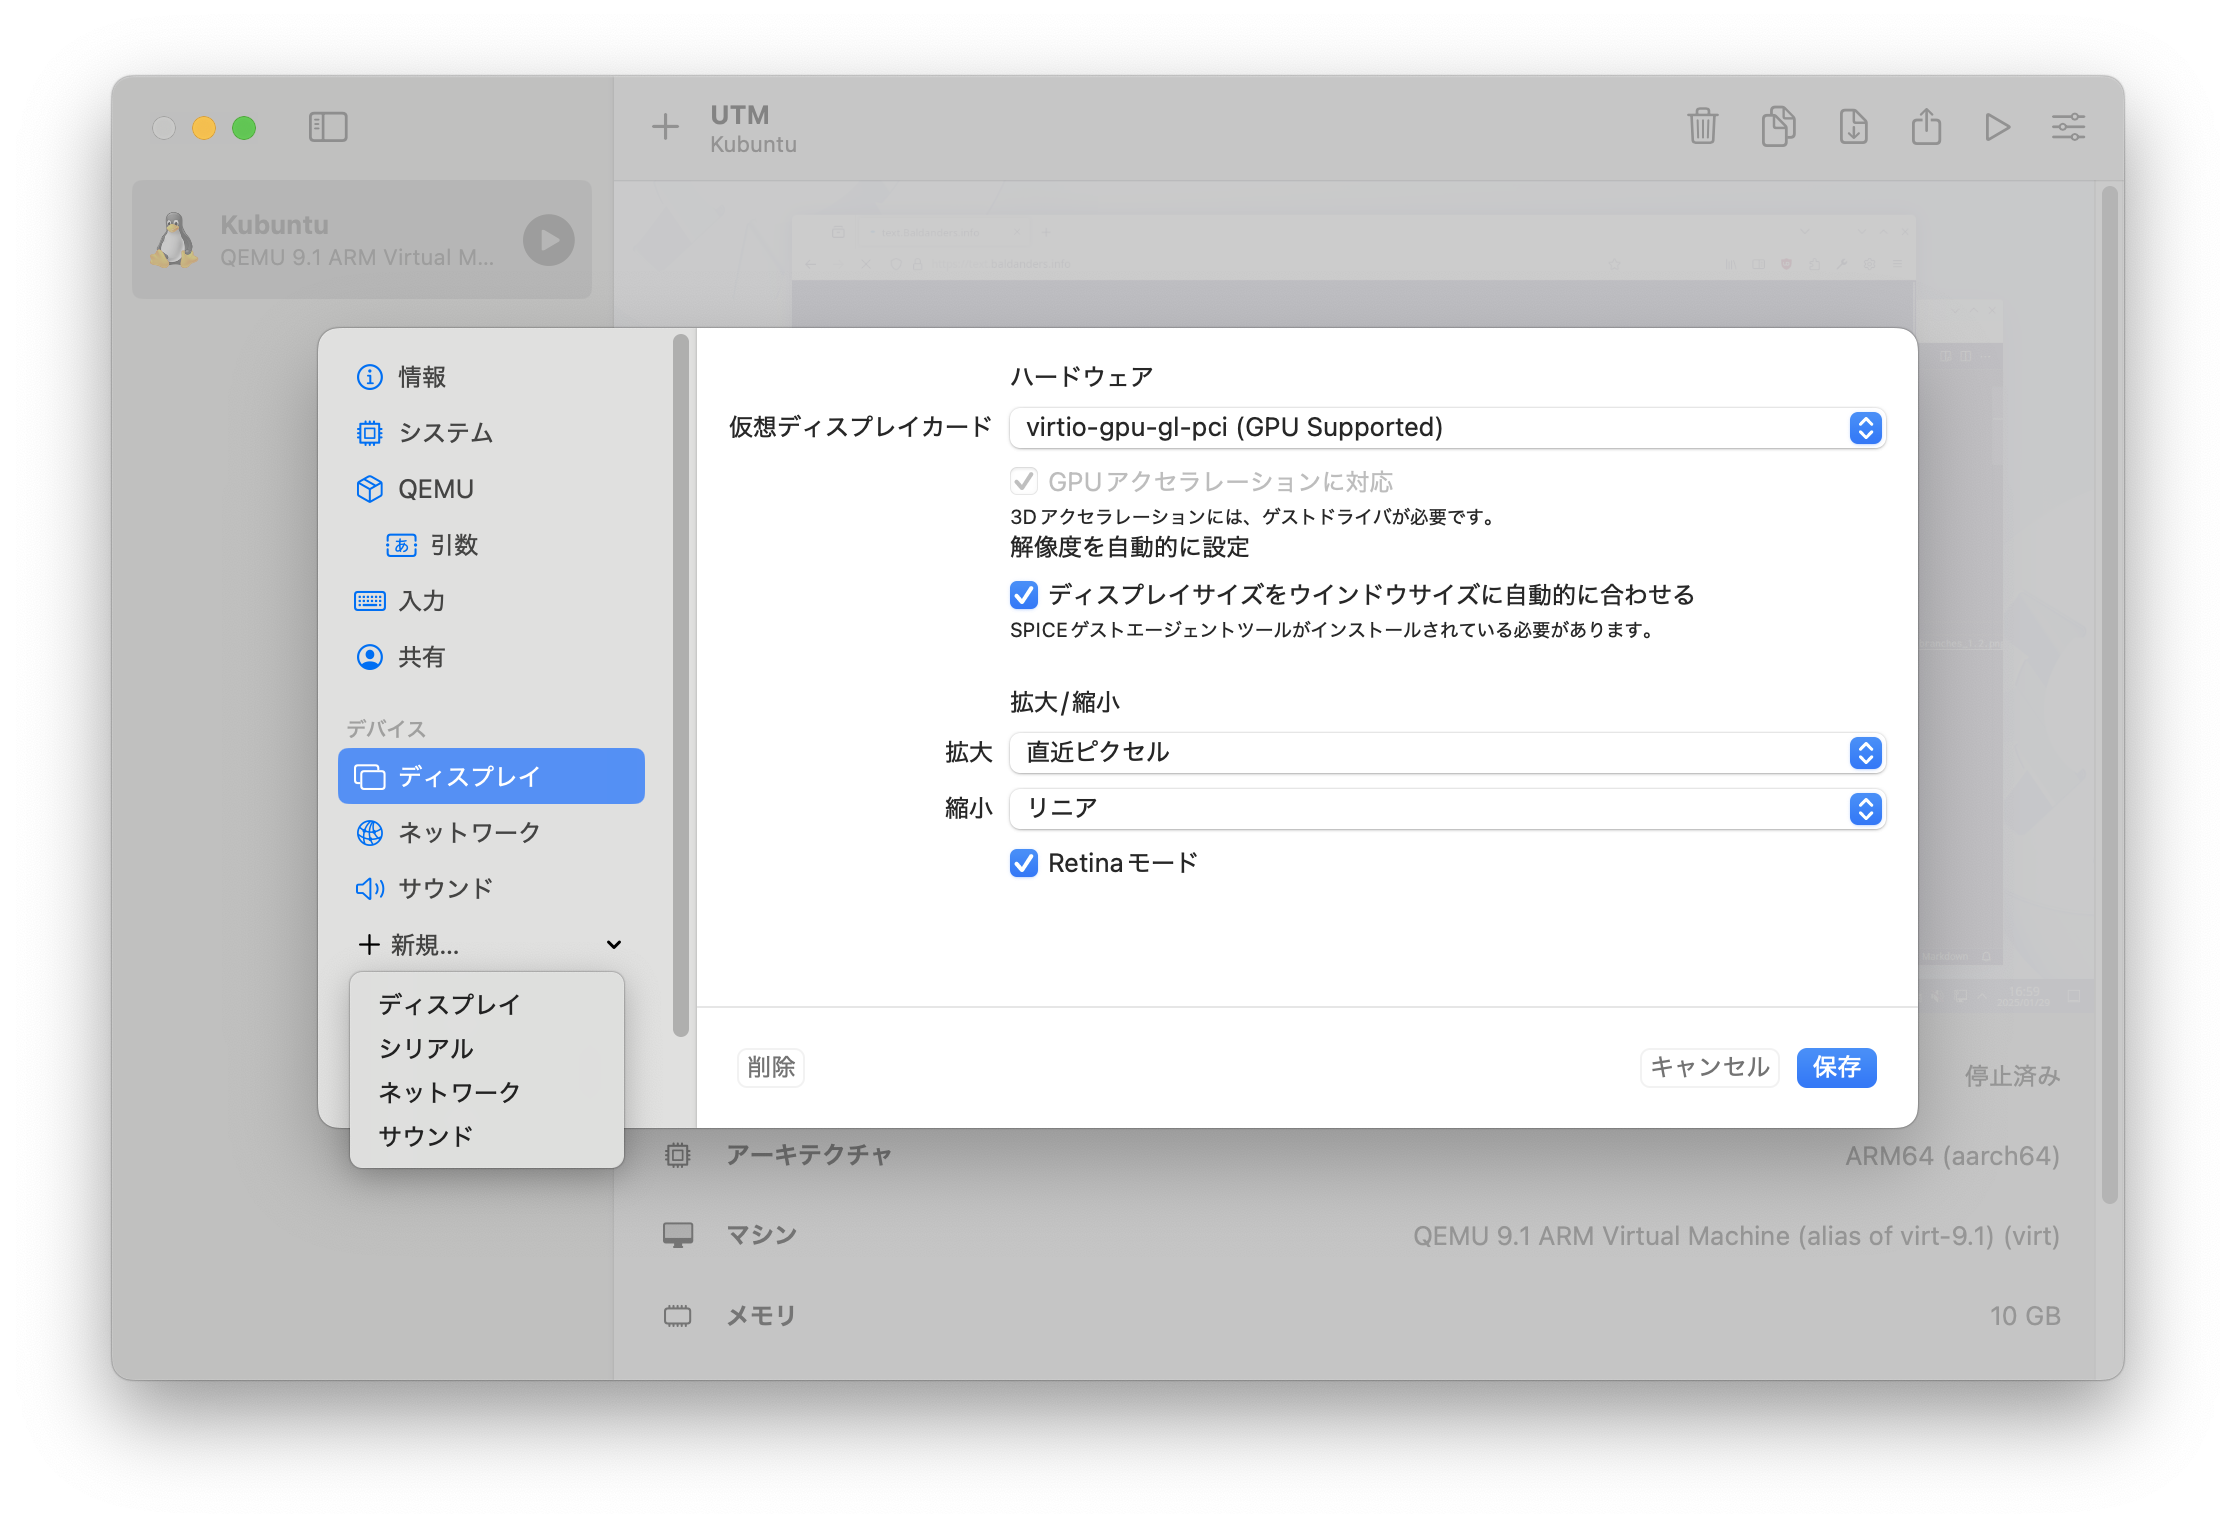 UTM
Kubuntu
Kubuntu
QEMU 9.1 ARM Virtual M...
情報
システム
QEMU
あ 引数
入力
共有
デバイス
ディスプレイ
ネットワーク
サウンド
新規...
ディスプレイ
シリアル
ネットワーク
サウンド
ハードウェア
仮想ディスプレイカード virtio-gpu-gl-pci (GPU Supported)
GPUアクセラレーションに対応
3Dアクセラレーションには、ゲストドライバが必要です。
解像度を自動的に設定
ディスプレイサイズをウインドウサイズに自動的に合わせる
SPICEゲストエージェントツールがインストールされている必要があります。
拡大/縮小
拡大 直近ピクセル
縮小 リニア
Retinaモード
削除 キャンセル 保存
停止済み
アーキテクチャ ARM64 (aarch64)
マシン QEMU 9.1 ARM Virtual Machine (alias of virt-9.1) (virt)
メモリ 10 GB